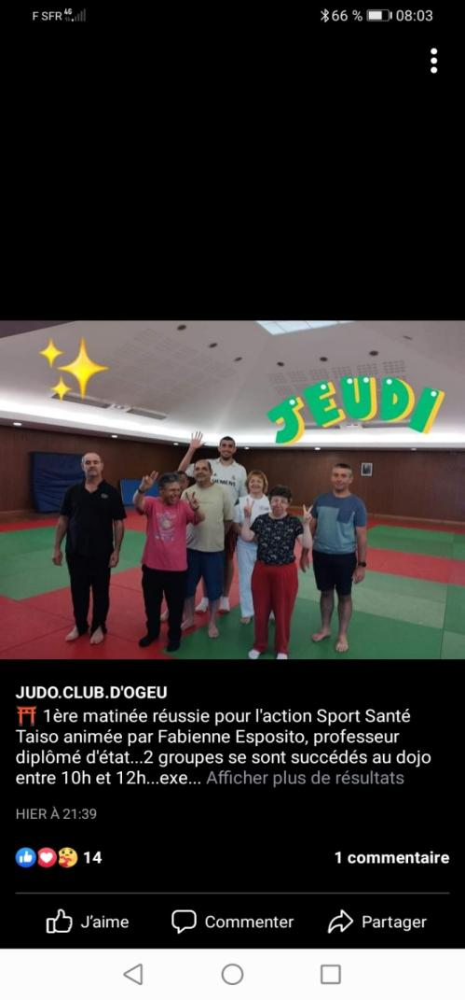 F SFR 4G 66 % 08:03
JEUDI
SIEMENS
JUDO.CLUB.D'OGEU
⛩ 1ère matinée réussie pour l'action Sport Santé
Taiso animée par Fabienne Esposito, professeur
diplômé d'état...2 groupes se sont succédés au dojo
entre 10h et 12h...exe... Afficher plus de résultats
HIER À 21:39
14 1 commentaire
J'aime Commenter Partager